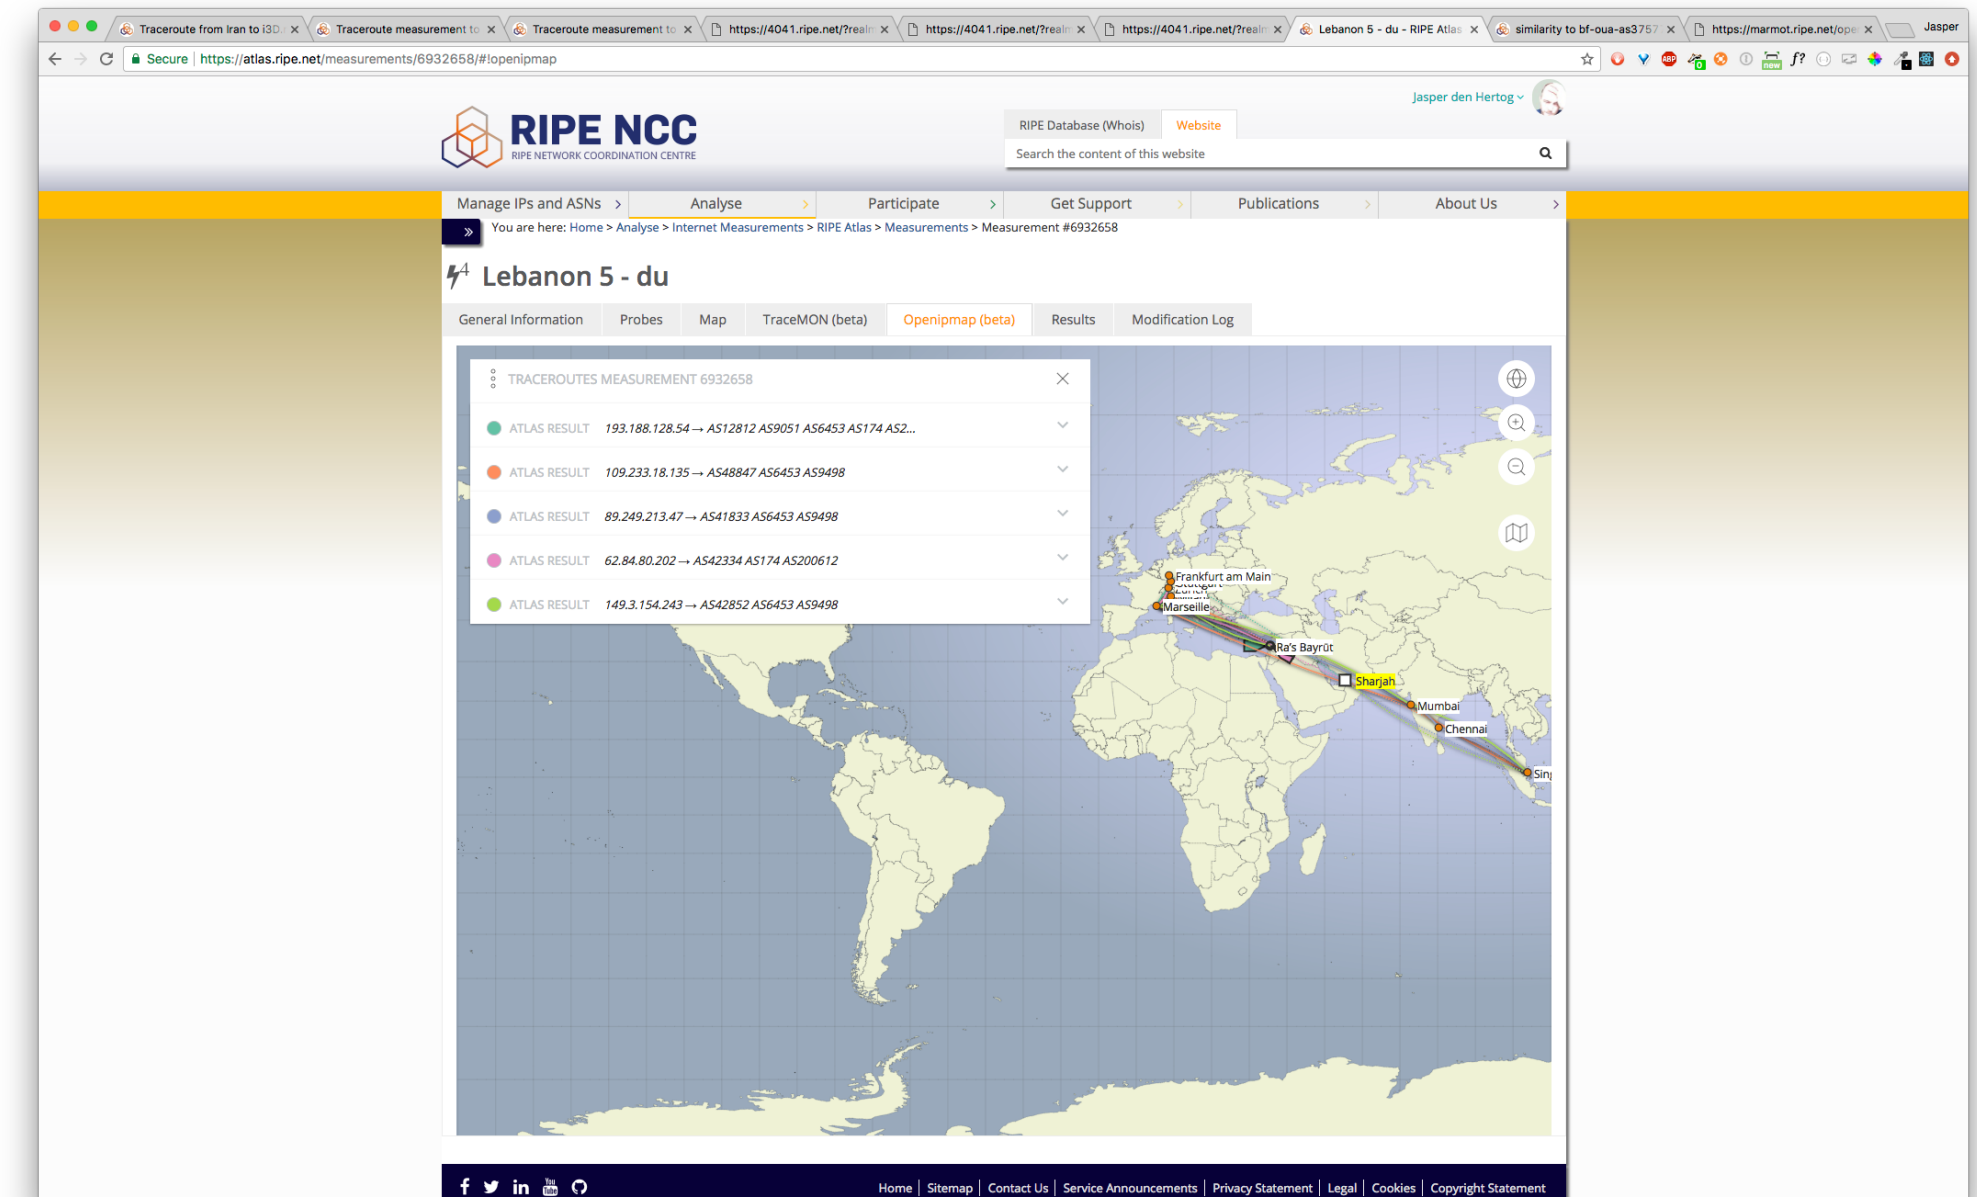 Traceroute from Iran to i3D.
Traceroute measurement to
Traceroute measurement to
https://4041.ripe.net/?realm
https://4041.ripe.net/?realm
https://4041.ripe.net/?realm
Lebanon 5 - du - RIPE Atlas
similarity to bf-oua-as3757
https://marmot.ripe.net/ope
Jasper
Secure https://atlas.ripe.net/measurements/6932658/#!openipmap
ABP
0
new
f?
Jasper den Hertog
RIPE NCC
RIPE NETWORK COORDINATION CENTRE
RIPE Database (Whois) Website
Search the content of this website
Manage IPs and ASNs > Analyse > Participate > Get Support > Publications > About Us >
» You are here: Home > Analyse > Internet Measurements > RIPE Atlas > Measurements > Measurement #6932658
4 Lebanon 5 - du
General Information Probes Map TraceMON (beta) Openipmap (beta) Results Modification Log
TRACEROUTES MEASUREMENT 6932658
ATLAS RESULT 193.188.128.54 → AS12812 AS9051 AS6453 AS174 AS2...
ATLAS RESULT 109.233.18.135 → AS48847 AS6453 AS9498
ATLAS RESULT 89.249.213.47 → AS41833 AS6453 AS9498
ATLAS RESULT 62.84.80.202 → AS42334 AS174 AS200612
ATLAS RESULT 149.3.154.243 → AS42852 AS6453 AS9498
Frankfurt am Main
Marseille
Ra's Bayrūt
Sharjah
Mumbai
Chennai
Sing
You Tube
Home | Sitemap | Contact Us | Service Announcements | Privacy Statement | Legal | Cookies | Copyright Statement